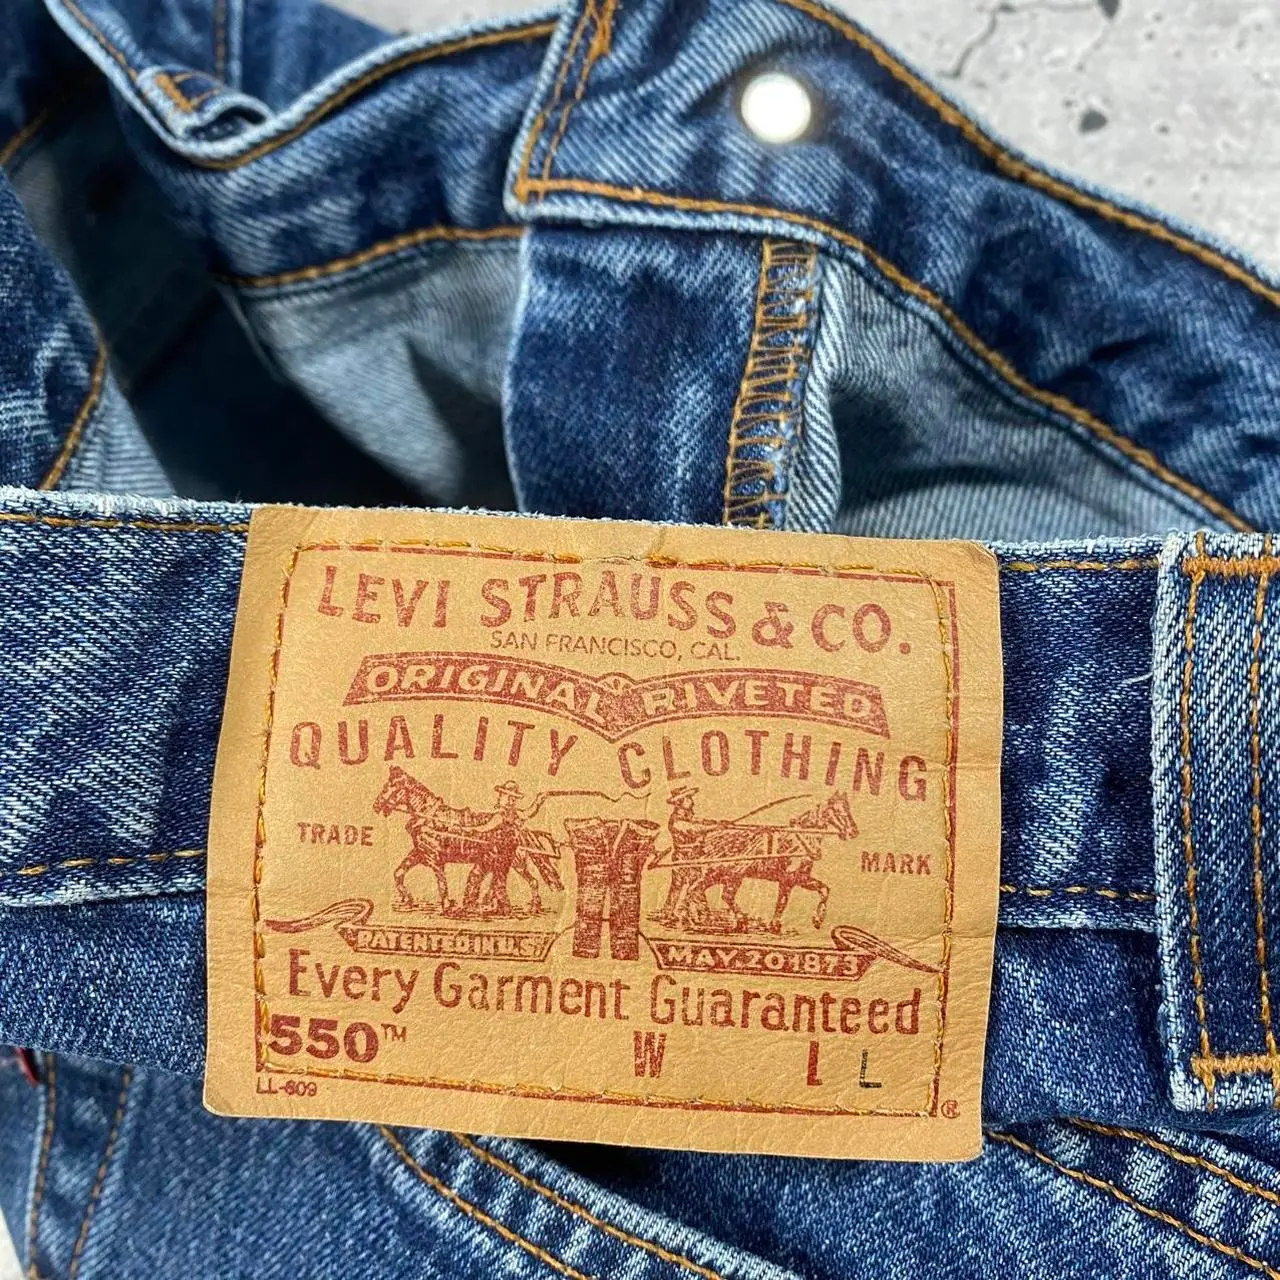 LEVI STRAUSS & CO.
SAN FRANCISCO, CAL.
ORIGINAL RIVETED
QUALITY CLOTHING
TRADE MARK
PATENTED IN U.S. MAY 20 1873
Every Garment Guaranteed
550™ W L L
LL-609 ®